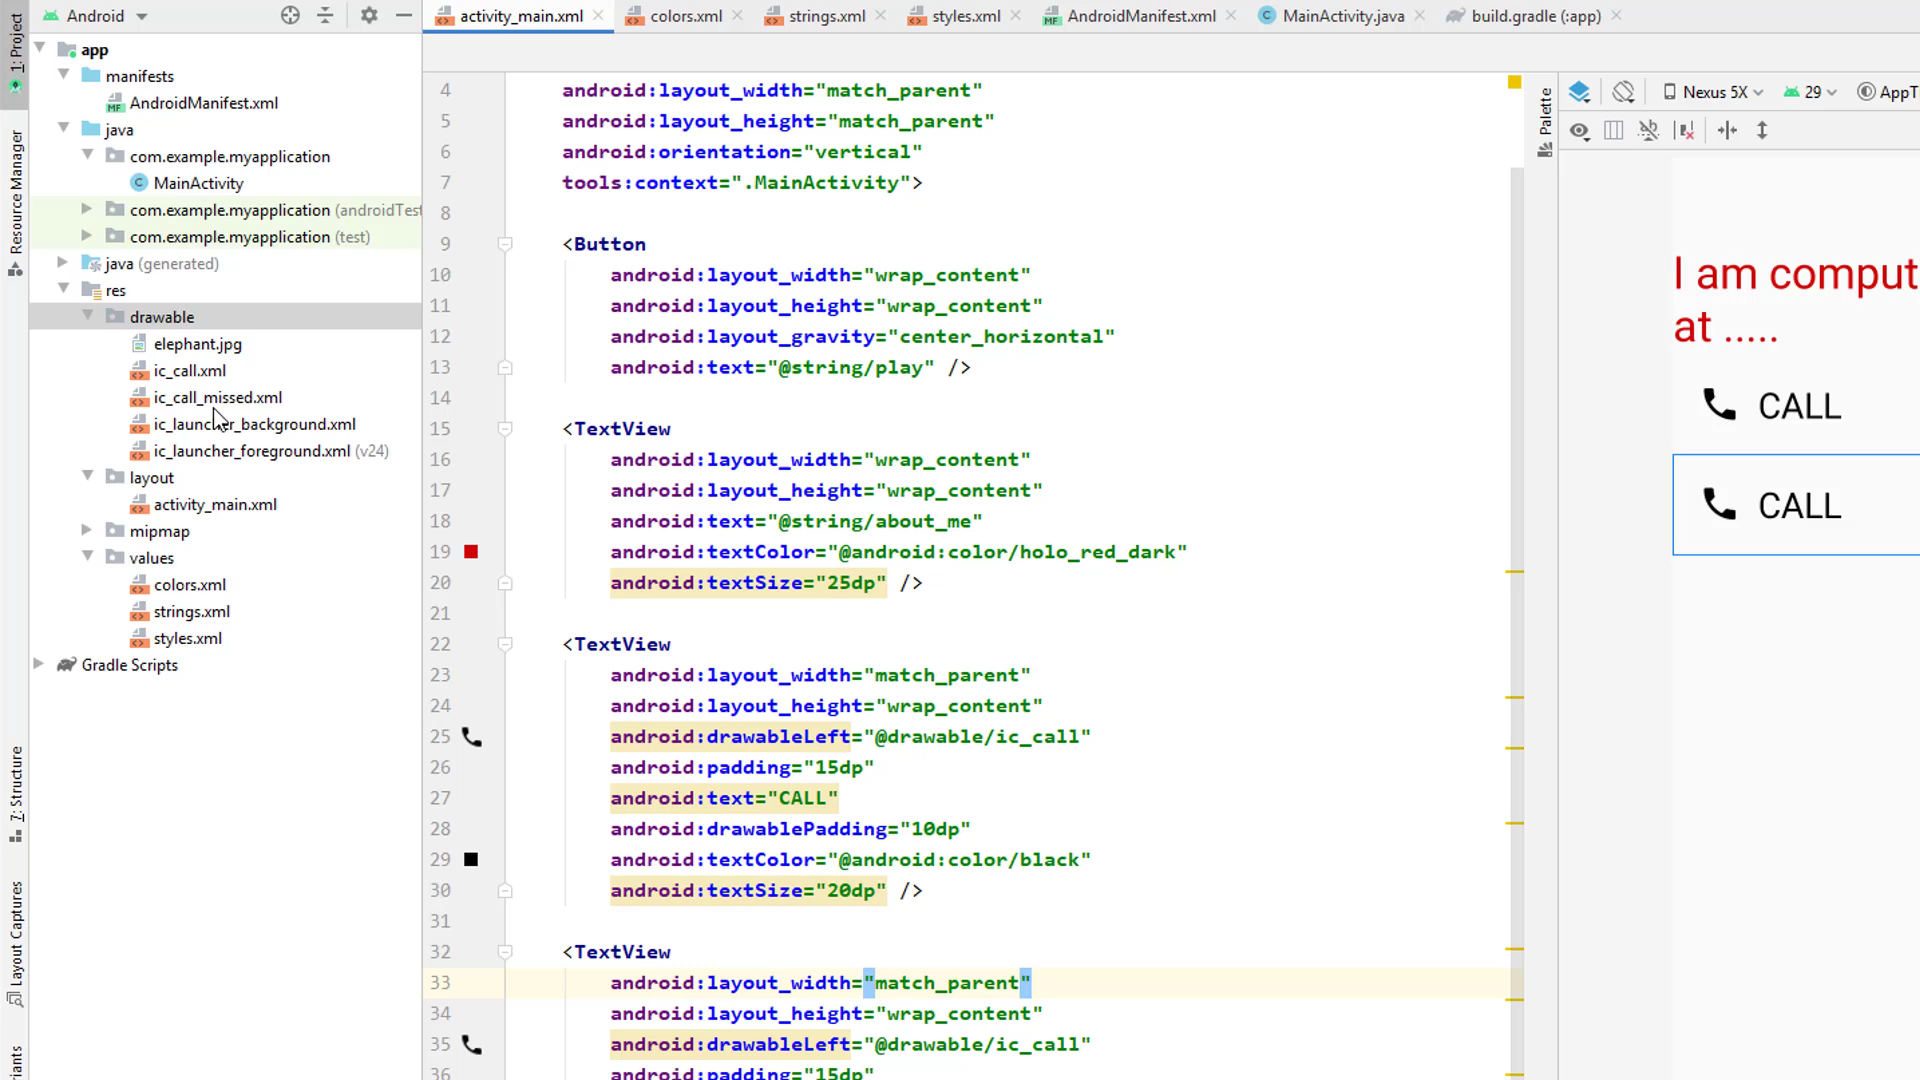 Android
activity_main.xml
colors.xml
strings.xml
styles.xml
AndroidManifest.xml
MainActivity.java
build.gradle (:app)
1: Project
Resource Manager
7: Structure
Layout Captures
app
manifests
AndroidManifest.xml
java
com.example.myapplication
MainActivity
com.example.myapplication (androidTest
com.example.myapplication (test)
java (generated)
res
drawable
elephant.jpg
ic_call.xml
ic_call_missed.xml
ic_launcher_background.xml
ic_launcher_foreground.xml (v24)
layout
activity_main.xml
mipmap
values
colors.xml
strings.xml
styles.xml
Gradle Scripts
4 android:layout_width="match_parent"
5 android:layout_height="match_parent"
6 android:orientation="vertical"
7 tools:context=".MainActivity">
8
9 <Button
10 android:layout_width="wrap_content"
11 android:layout_height="wrap_content"
12 android:layout_gravity="center_horizontal"
13 android:text="@string/play" />
14
15 <TextView
16 android:layout_width="wrap_content"
17 android:layout_height="wrap_content"
18 android:text="@string/about_me"
19 android:textColor="@android:color/holo_red_dark"
20 android:textSize="25dp" />
21
22 <TextView
23 android:layout_width="match_parent"
24 android:layout_height="wrap_content"
25 android:drawableLeft="@drawable/ic_call"
26 android:padding="15dp"
27 android:text="CALL"
28 android:drawablePadding="10dp"
29 android:textColor="@android:color/black"
30 android:textSize="20dp" />
31
32 <TextView
33 android:layout_width="match_parent"
34 android:layout_height="wrap_content"
35 android:drawableLeft="@drawable/ic_call"
36 android:padding="15dp"
Palette
Nexus 5X
29
AppT
I am comput
at .....
CALL
CALL